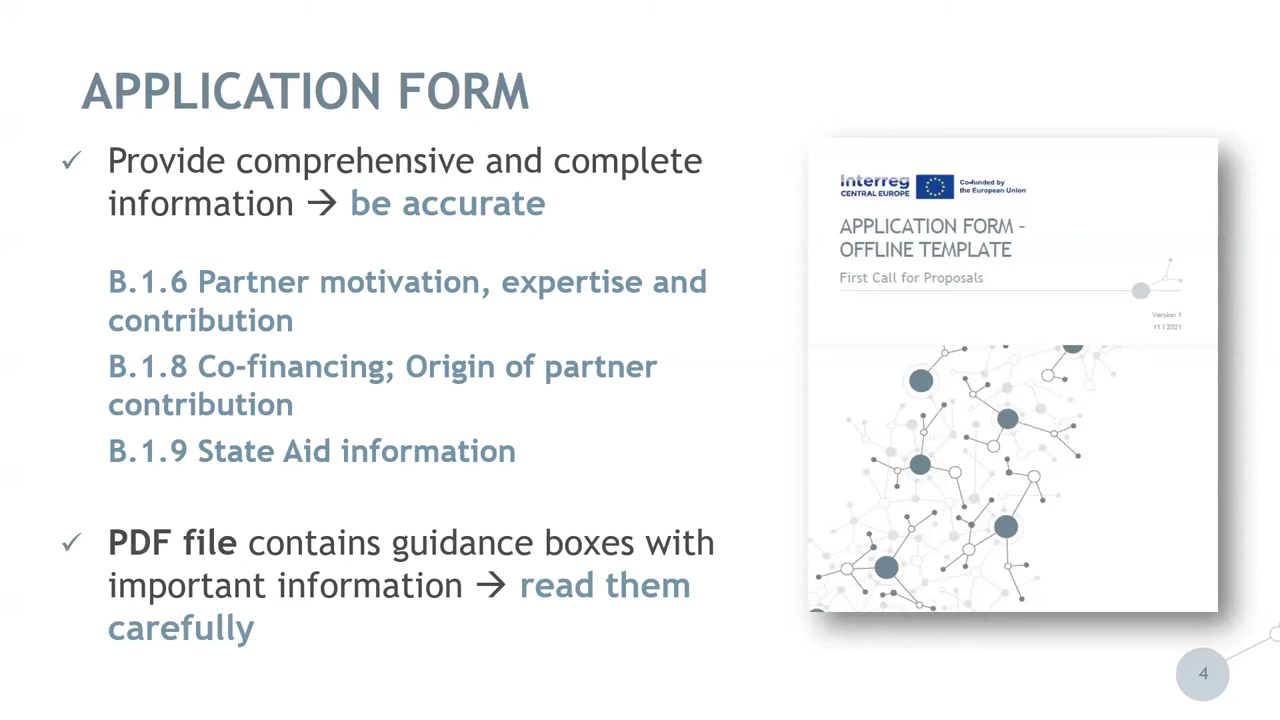 APPLICATION FORM
✓ Provide comprehensive and complete
information → be accurate
B.1.6 Partner motivation, expertise and
contribution
B.1.8 Co-financing; Origin of partner
contribution
B.1.9 State Aid information
✓ PDF file contains guidance boxes with
important information → read them
carefully
Interreg
CENTRAL EUROPE
Co-funded by
the European Union
APPLICATION FORM –
OFFLINE TEMPLATE
First Call for Proposals
Version 1
11 I 2021
4